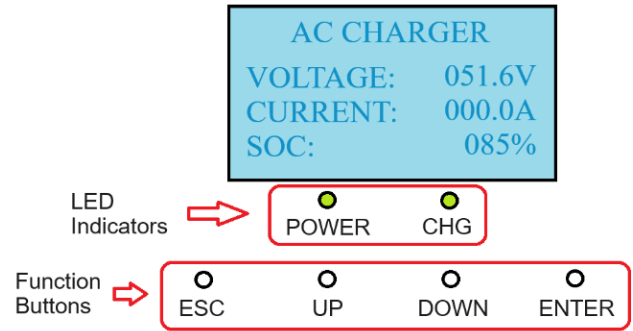 AC CHARGER
VOLTAGE: 051.6V
CURRENT: 000.0A
SOC: 085%
LED
Indicators
POWER CHG
Function
Buttons
ESC UP DOWN ENTER